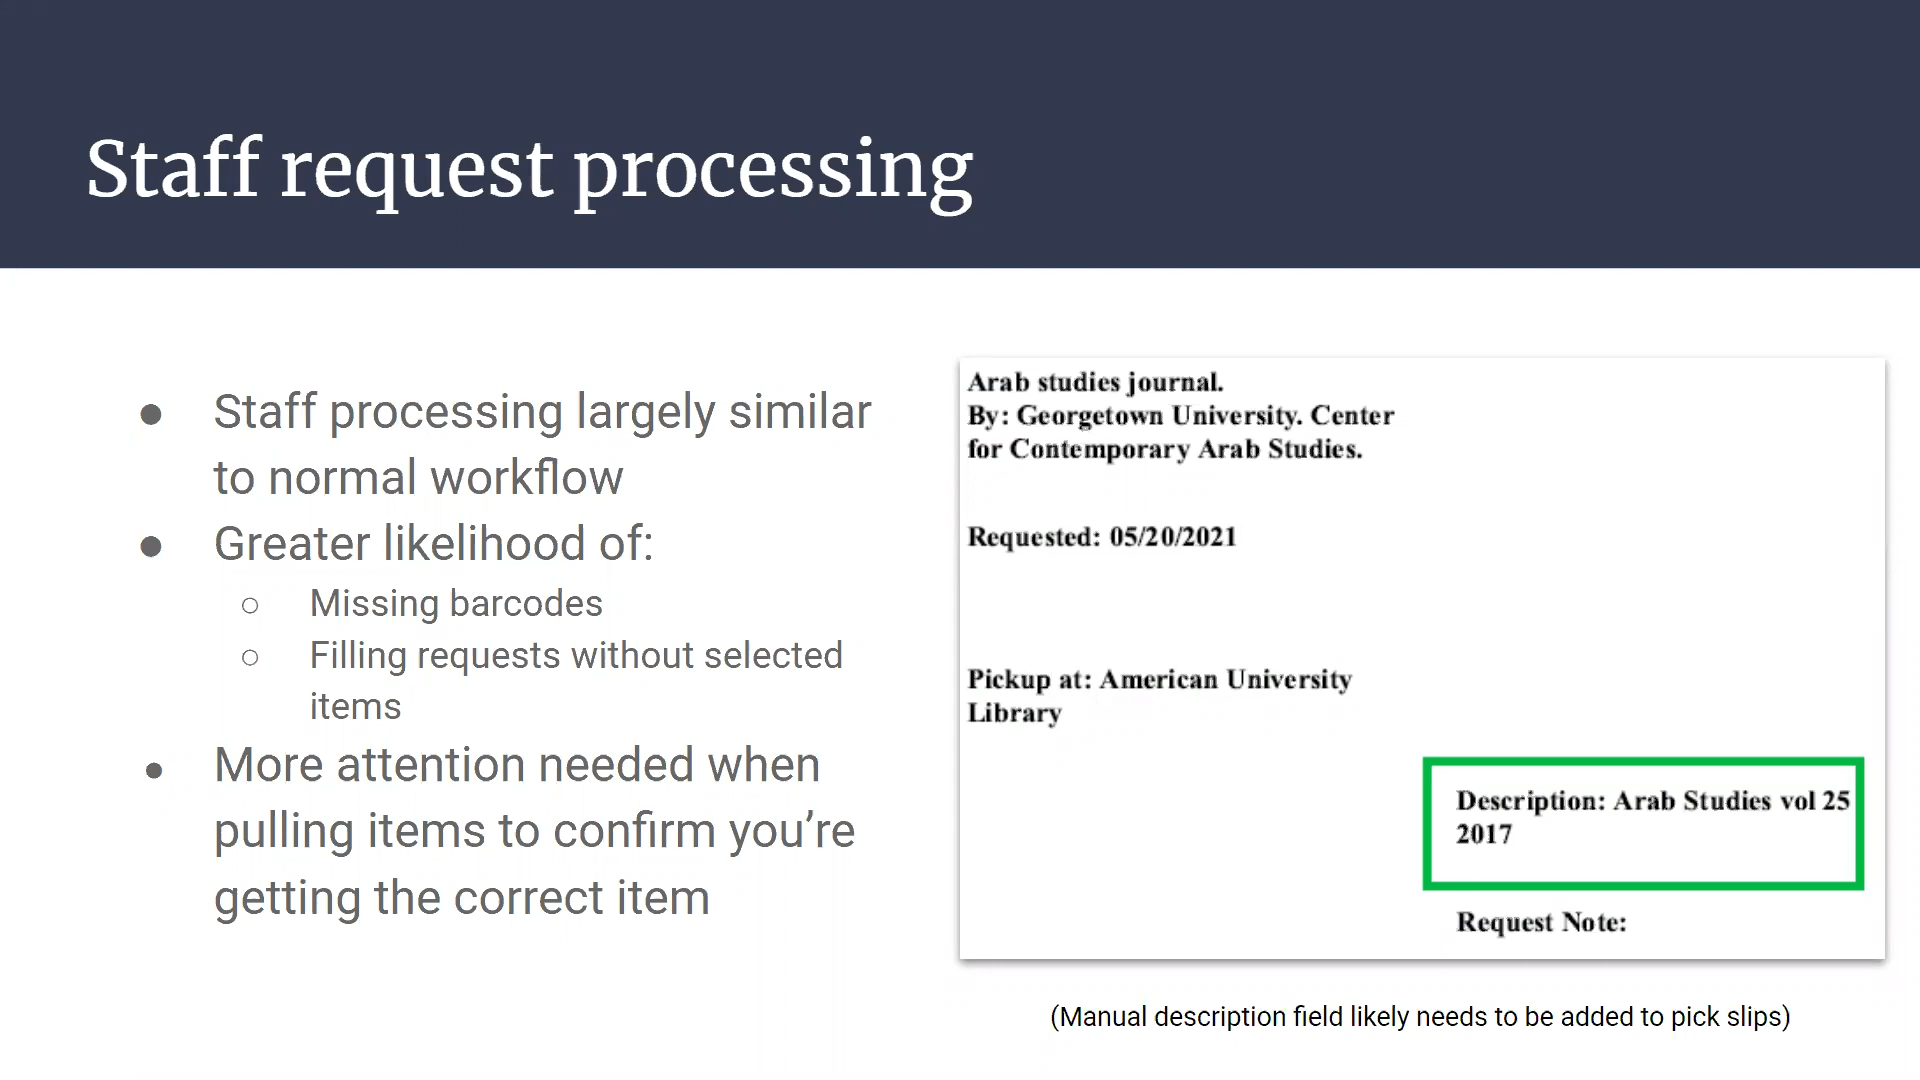 Staff request processing
● Staff processing largely similar
to normal workflow
● Greater likelihood of:
○ Missing barcodes
○ Filling requests without selected
items
● More attention needed when
pulling items to confirm you’re
getting the correct item
Arab studies journal.
By: Georgetown University. Center
for Contemporary Arab Studies.
Requested: 05/20/2021
Pickup at: American University
Library
Description: Arab Studies vol 25
2017
Request Note:
(Manual description field likely needs to be added to pick slips)